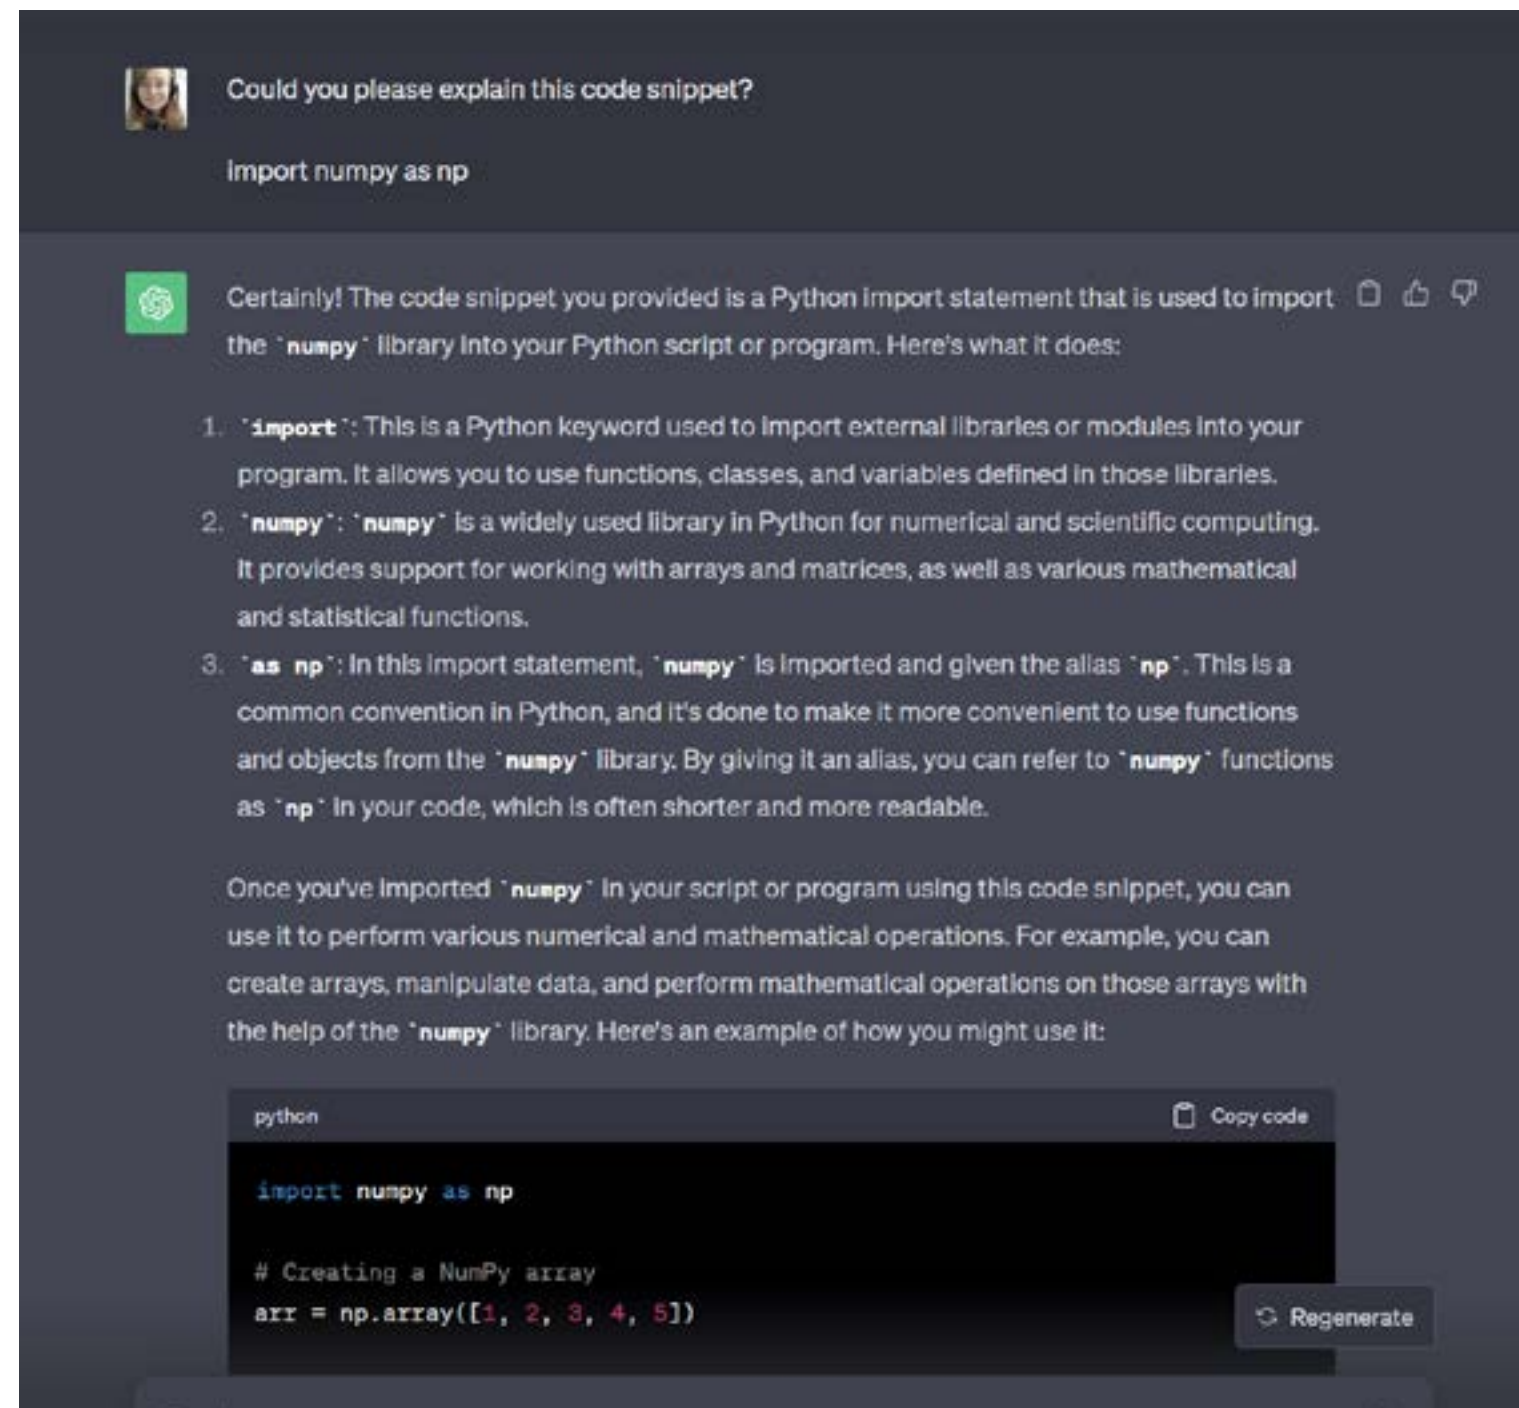 Could you please explain this code snippet?
import numpy as np
Certainly! The code snippet you provided is a Python import statement that is used to import
the `numpy` library into your Python script or program. Here's what it does:
1. `import`: This is a Python keyword used to import external libraries or modules into your
program. It allows you to use functions, classes, and variables defined in those libraries.
2. `numpy`: `numpy` is a widely used library in Python for numerical and scientific computing.
It provides support for working with arrays and matrices, as well as various mathematical
and statistical functions.
3. `as np`: In this import statement, `numpy` is imported and given the alias `np`. This is a
common convention in Python, and it's done to make it more convenient to use functions
and objects from the `numpy` library. By giving it an alias, you can refer to `numpy` functions
as `np` in your code, which is often shorter and more readable.
Once you've imported `numpy` in your script or program using this code snippet, you can
use it to perform various numerical and mathematical operations. For example, you can
create arrays, manipulate data, and perform mathematical operations on those arrays with
the help of the `numpy` library. Here's an example of how you might use it:
python Copy code
import numpy as np
# Creating a NumPy array
arr = np.array([1, 2, 3, 4, 5])
Regenerate